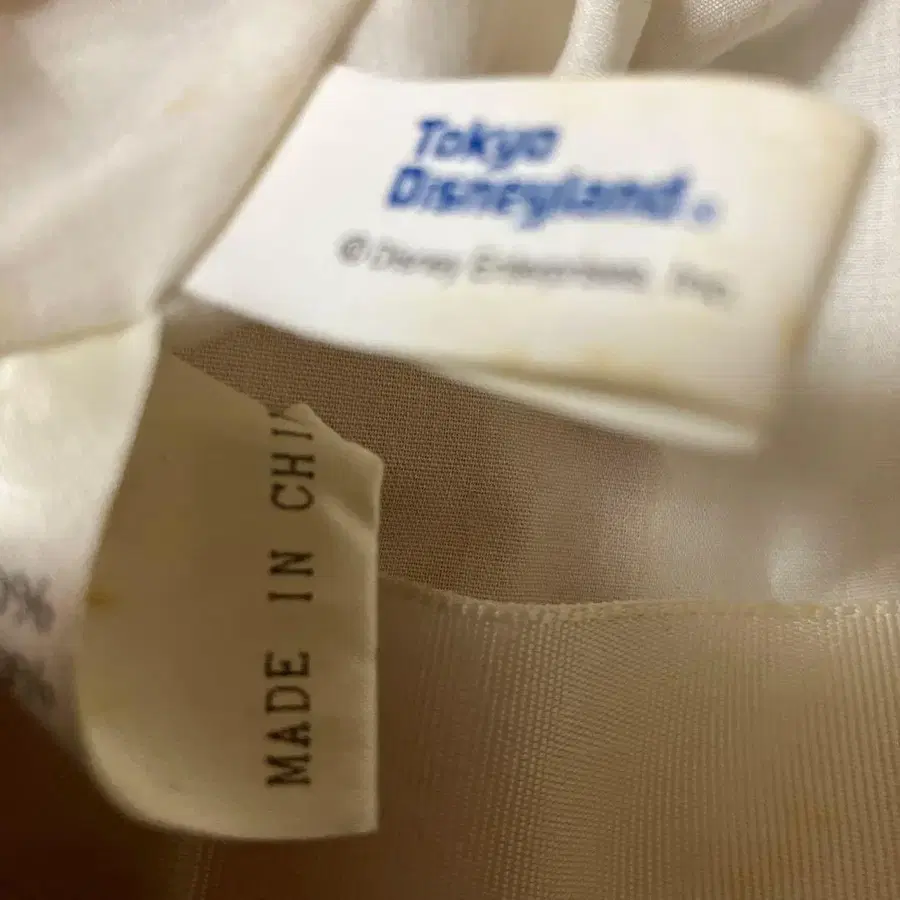 Tokyo
Disneyland®
© Disney Enterprises, Inc.
MADE IN CHI
%
%